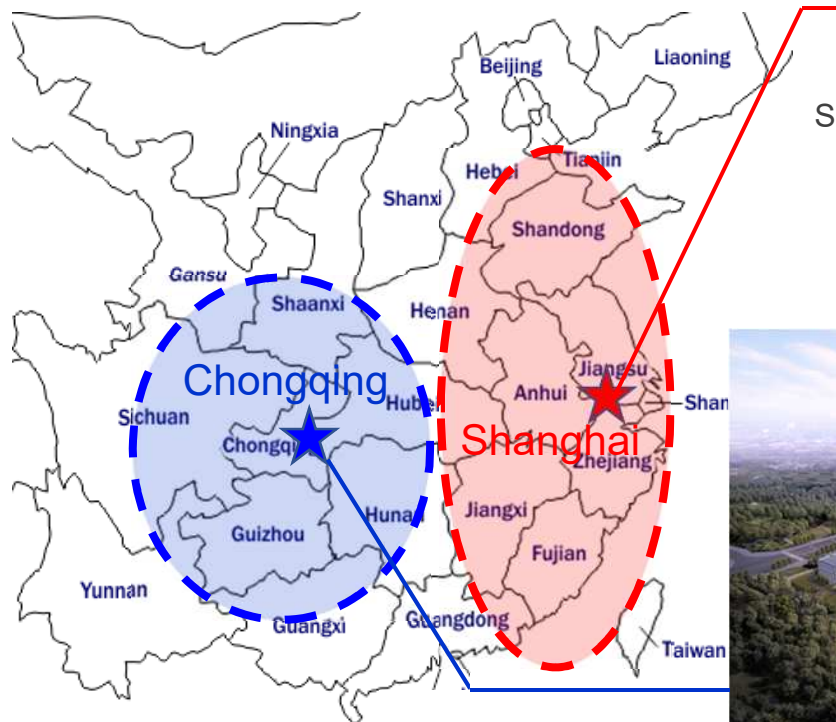 Beijing
Liaoning
S
Ningxia
Tianjin
Hebei
Shanxi
Shandong
Gansu
Shaanxi
Henan
Jiangsu
Chongqing
Anhui
Hubei
Shan
Sichuan
Chongqi
Shanghai
Zhejiang
Jiangxi
Hunan
Guizhou
Fujian
Yunnan
Guangdong
Guangxi
Taiwan